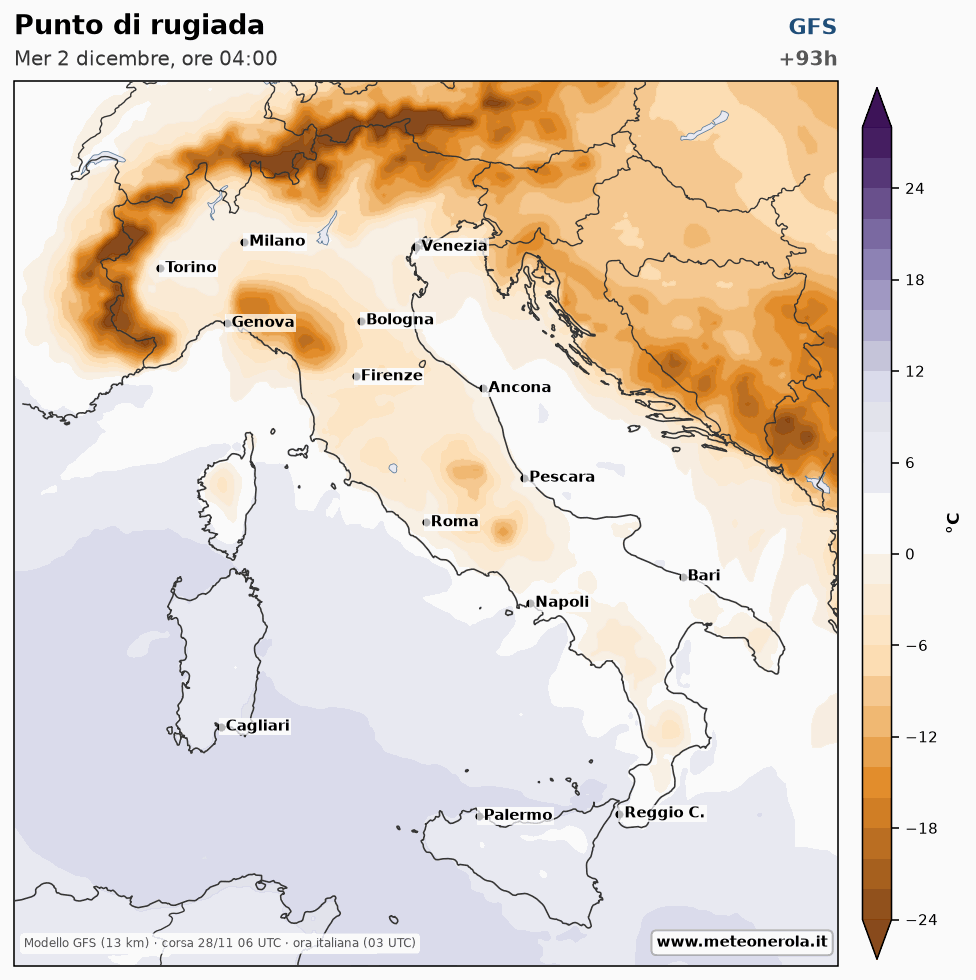 Punto di rugiada
GFS
Mer 2 dicembre, ore 04:00
+93h
Milano
Venezia
Torino
Genova
Bologna
Firenze
Ancona
Pescara
Roma
Bari
Napoli
Cagliari
Palermo
Reggio C.
24
18
12
6
0
−6
−12
−18
−24
°C
Modello GFS (13 km) · corsa 28/11 06 UTC · ora italiana (03 UTC)
www.meteonerola.it